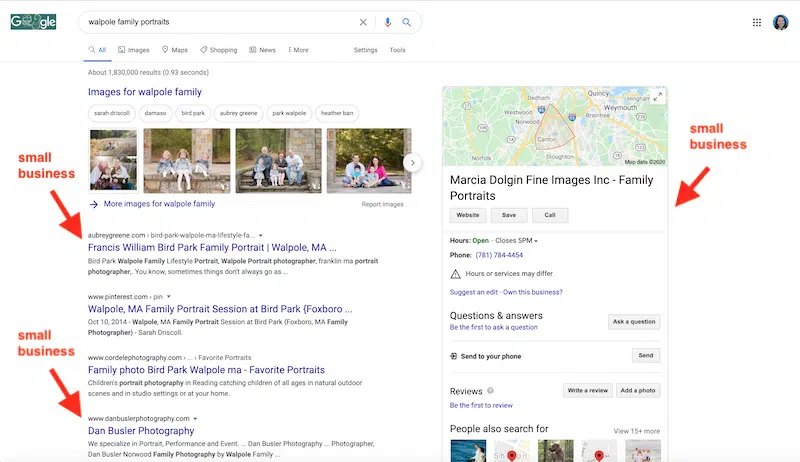 Google
walpole family portraits
All Images Maps Shopping News More Settings Tools
About 1,830,000 results (0.93 seconds)
Images for walpole family
sarah driscoll damaso bird park aubrey greene park walpole heather barr
More images for walpole family Report images
small
business
aubreygreene.com › bird-park-walpole-ma-lifestyle-fa...
Francis William Bird Park Family Portrait | Walpole, MA ...
Bird Park Walpole Family Lifestyle Portrait, Walpole Portrait photographer, franklin ma portrait
photographer,. You know, sometimes things don't always go as ...
www.pinterest.com › pin
Walpole, MA Family Portrait Session at Bird Park {Foxboro ...
Oct 10, 2014 - Walpole, MA Family Portrait Session at Bird Park {Foxboro, MA Family
Photographer} - Sarah Driscoll.
small
business
www.cordelephotography.com › ... › Favorite Portraits
Family photo Bird Park Walpole ma - Favorite Portraits
Children's portrait photography in Reading catching children of all ages in natural outdoor
scenes and in studio settings or at your home.
www.danbuslerphotography.com
Dan Busler Photography
We specialize in Portrait, Performance and Event. ... Dan Busler Photography ... Photographer,
Dan Busler Norwood Family Photography by Walpole Family ...
Dedham
Quincy
Hingham
Westwood
Weymouth
Norwood
Braintree
Canton
Norfolk
Stoughton
Map data ©2020
small
business
Marcia Dolgin Fine Images Inc - Family
Portraits
Website Save Call
Hours: Open · Closes 5PM
Phone: (781) 784-4454
Hours or services may differ
Suggest an edit · Own this business?
Questions & answers
Be the first to ask a question
Ask a question
Send to your phone Send
Reviews
Write a review Add a photo
Be the first to review
People also search for View 15+ more